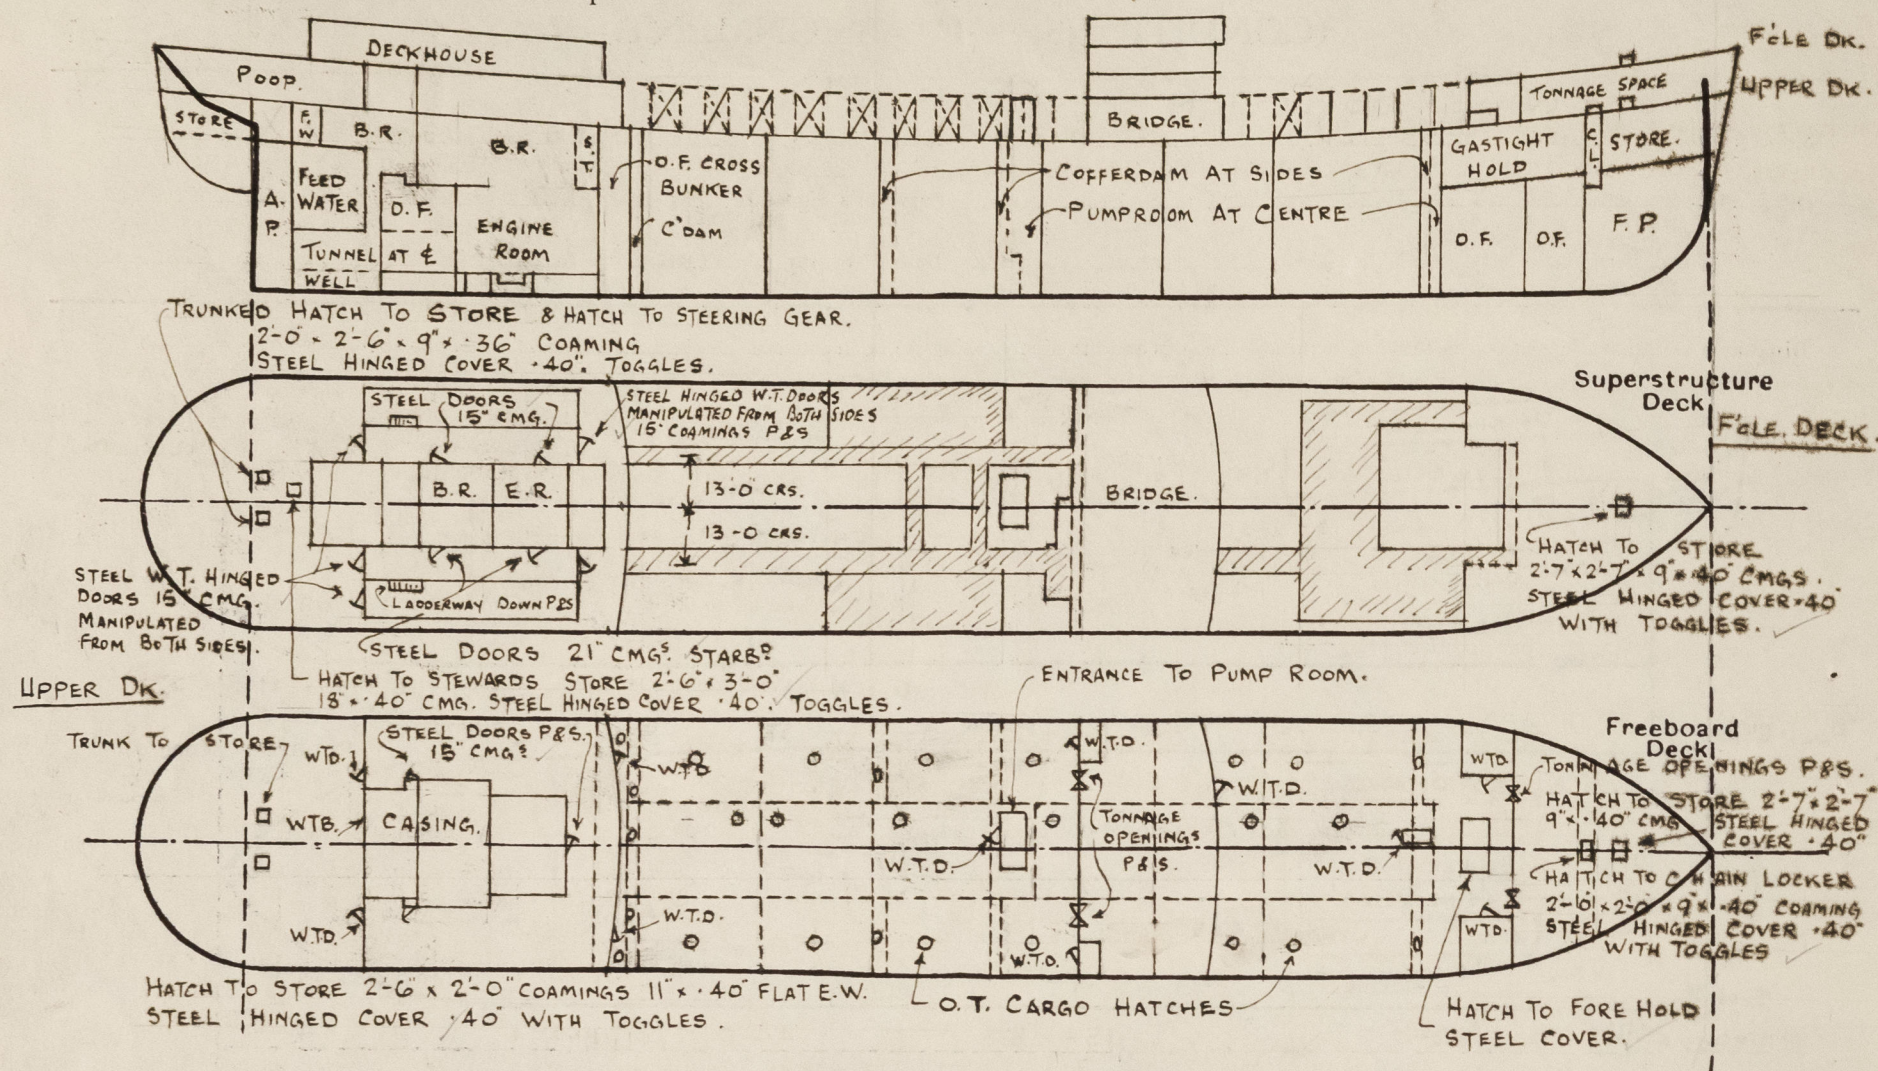 DECKHOUSE
POOP.
F'CLE DK.
UPPER DK.
TONNAGE SPACE
STORE
F.W
B.R.
B.R.
S.T.
BRIDGE.
GASTIGHT
HOLD
C.L.
STORE.
FEED
WATER
A.P.
O.F.
ENGINE
ROOM
TUNNEL AT ℄
WELL
O.F. CROSS
BUNKER
C'DAM
COFFERDAM AT SIDES
PUMPROOM AT CENTRE
O.F.
O.F.
F.P.
TRUNKED HATCH TO STORE & HATCH TO STEERING GEAR.
2'-0" × 2'-6" × 9" × .36" COAMING
STEEL HINGED COVER .40". TOGGLES.
Superstructure
Deck
F'CLE. DECK.
STEEL DOORS
15" CMG.
STEEL HINGED W.T. DOORS
MANIPULATED FROM BOTH SIDES
15" COAMINGS P&S
B.R.
E.R.
13'-0" CRS.
13'-0 CRS.
BRIDGE.
HATCH TO STORE
2'-7" × 2'-7" × 9" × .40" CMGS.
STEEL HINGED COVER .40"
WITH TOGGLES.
STEEL W.T. HINGED
DOORS 15" CMG.
MANIPULATED
FROM BOTH SIDES.
LADDERWAY DOWN P&S
STEEL DOORS 21" CMGS. STARBD
HATCH TO STEWARDS STORE 2'-6" × 3'-0"
18" × .40" CMG. STEEL HINGED COVER .40". TOGGLES.
ENTRANCE TO PUMP ROOM.
UPPER DK.
TRUNK TO STORE
WTD.
STEEL DOORS P&S.
15" CMGS
W.T.D.
W.T.D.
W.T.D.
WTD.
Freeboard
Deck
TONNAGE OPENINGS P&S.
HATCH TO STORE 2'-7" × 2'-7"
9" × .40" CMG STEEL HINGED
COVER .40"
WTB.
CASING.
TONNAGE
OPENINGS
P&S.
W.T.D.
W.T.D.
HATCH TO CHAIN LOCKER
2'-0" × 2'-0" × 9" × .40" COAMING
STEEL HINGED COVER .40"
WITH TOGGLES
WTD.
W.T.D.
W.T.D.
WTD.
HATCH TO STORE 2'-6" × 2'-0" COAMINGS 11" × .40" FLAT E.W.
STEEL HINGED COVER .40" WITH TOGGLES.
O.T. CARGO HATCHES
HATCH TO FORE HOLD
STEEL COVER.